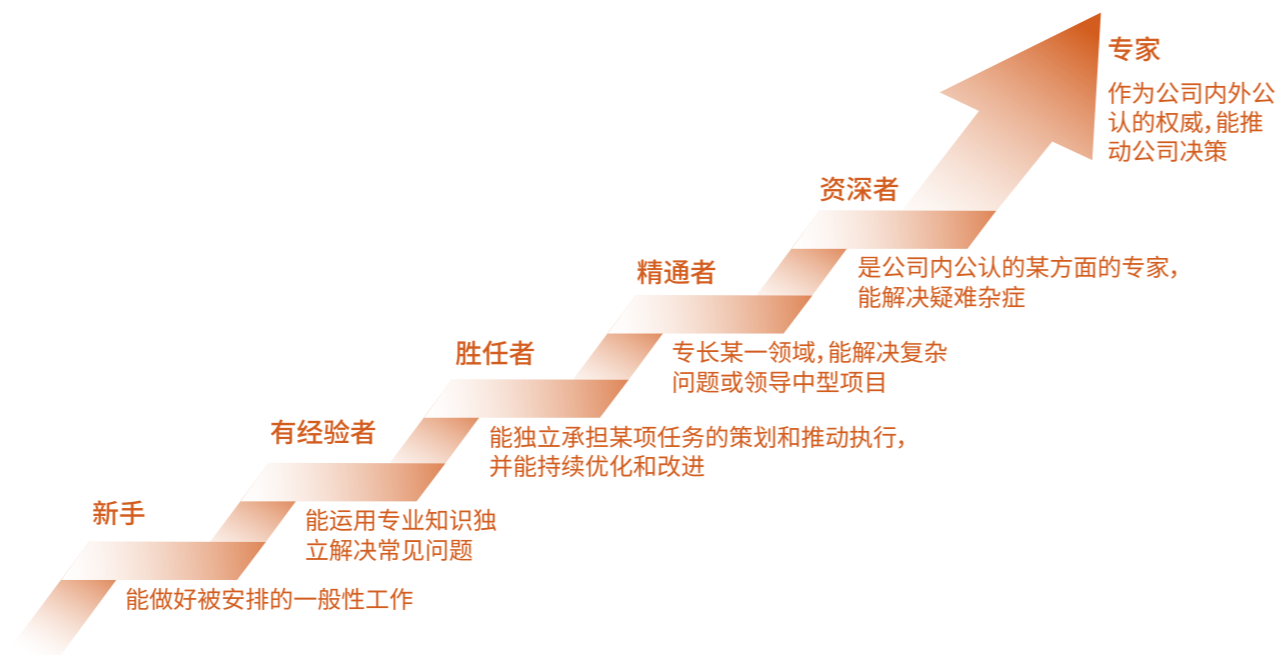 专家
作为公司内外公
认的权威，能推
动公司决策
资深者
是公司内公认的某方面的专家，
能解决疑难杂症
精通者
专长某一领域，能解决复杂
问题或领导中型项目
胜任者
能独立承担某项任务的策划和推动执行，
并能持续优化和改进
有经验者
能运用专业知识独
立解决常见问题
新手
能做好被安排的一般性工作